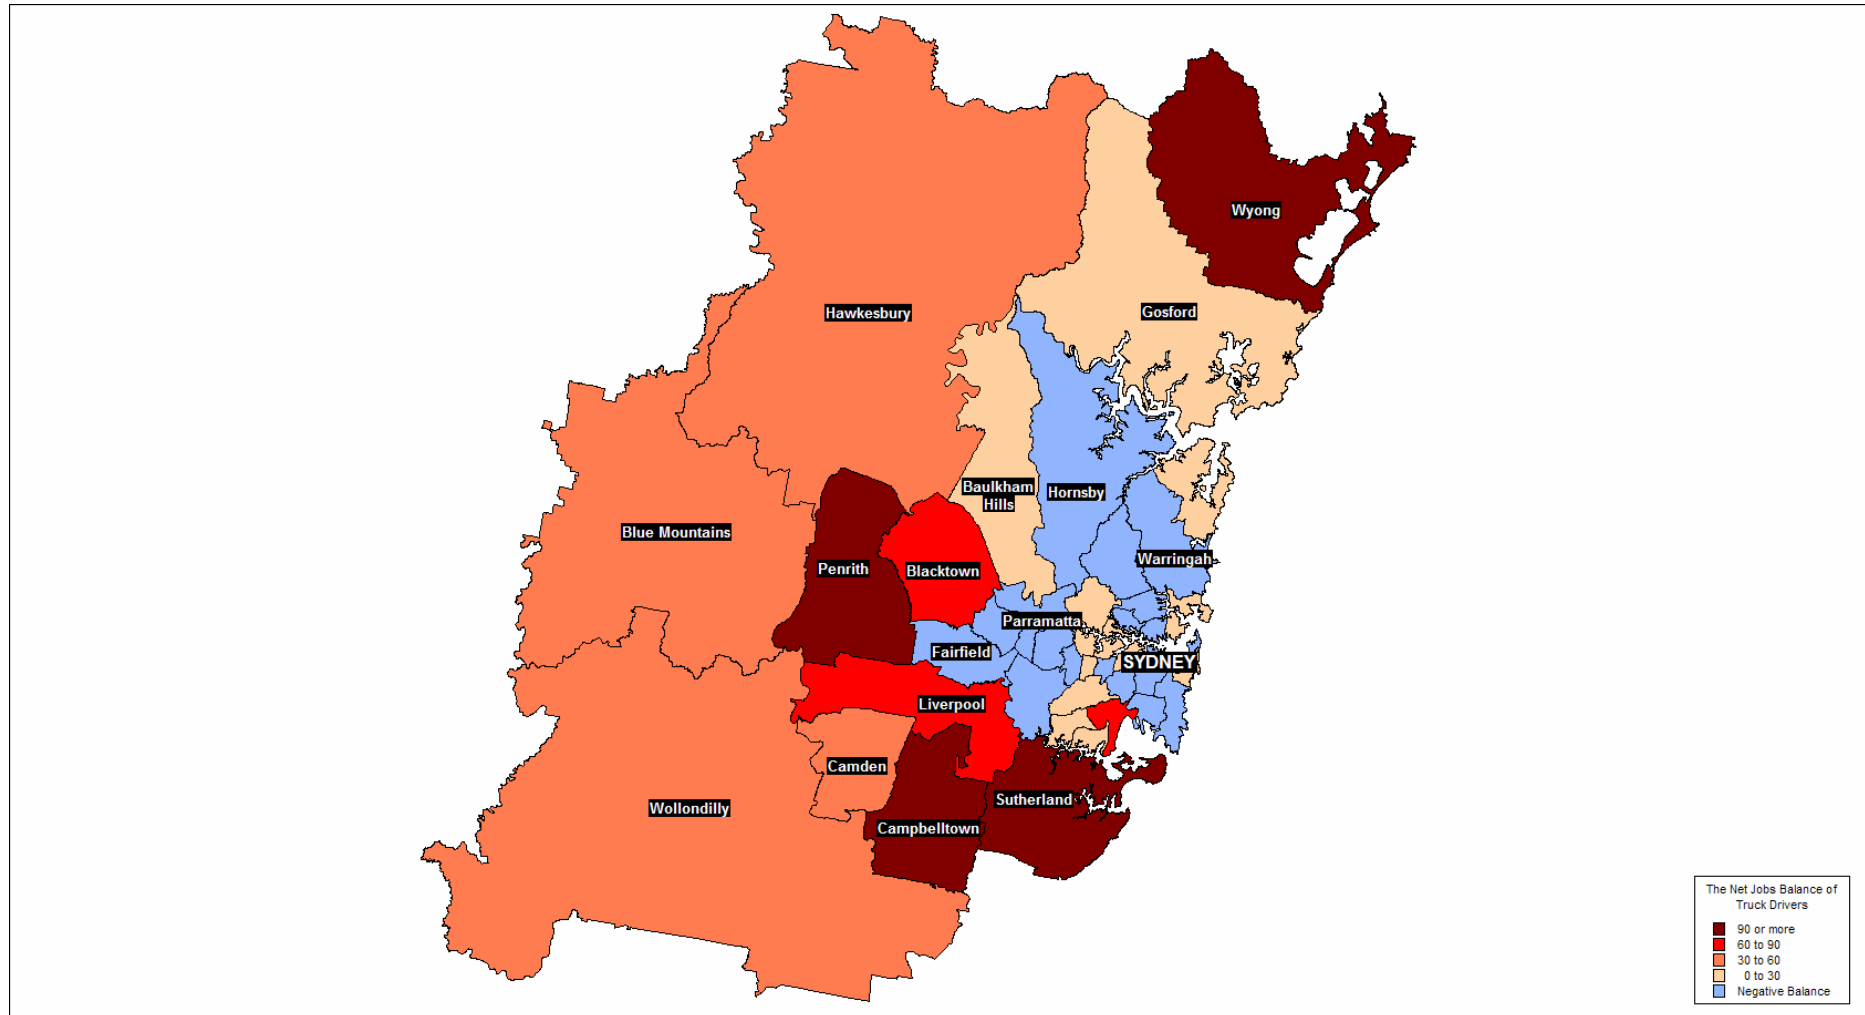 Wyong
Hawkesbury
Gosford
Baulkham
Hills
Hornsby
Blue Mountains
Warringah
Penrith
Blacktown
Parramatta
Fairfield
SYDNEY
Liverpool
Camden
Wollondilly
Sutherland
Campbelltown
The Net Jobs Balance of
Truck Drivers
90 or more
60 to 90
30 to 60
0 to 30
Negative Balance